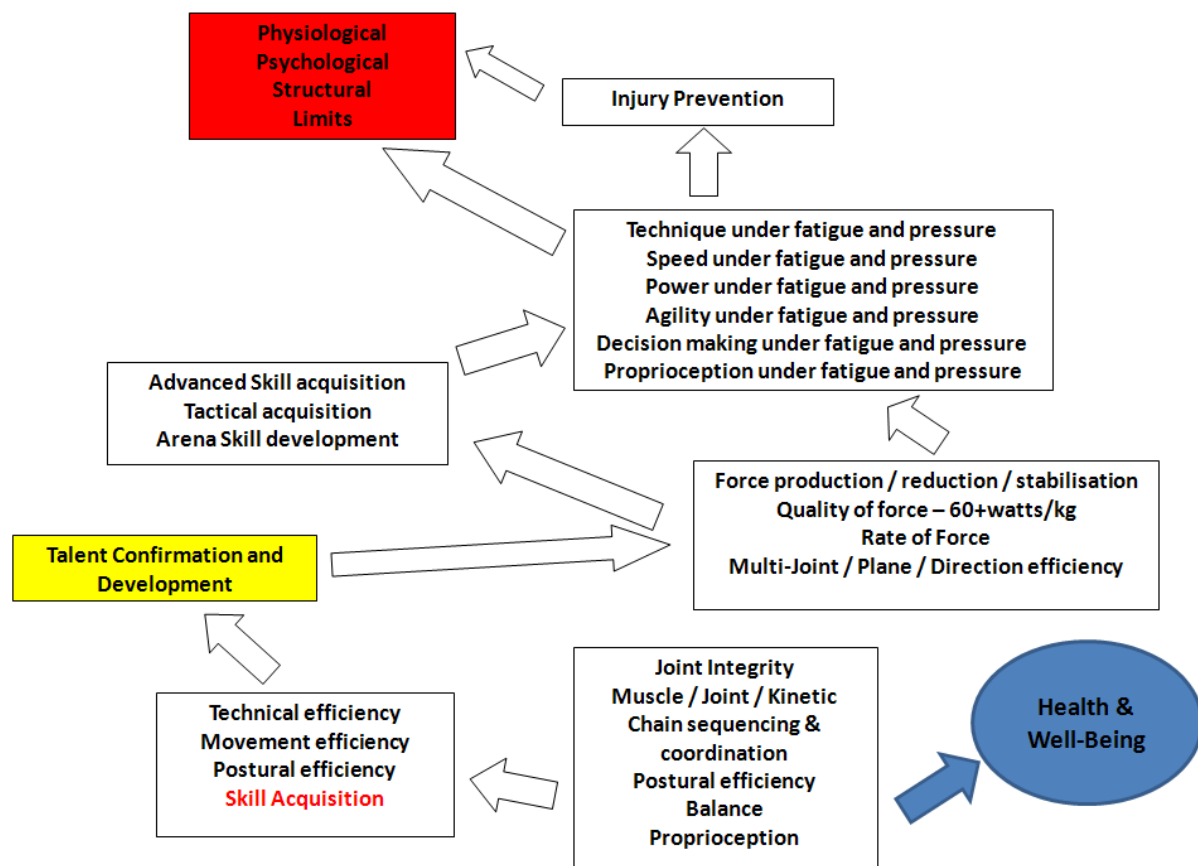 Physiological
Psychological
Structural
Limits
Injury Prevention
Technique under fatigue and pressure
Speed under fatigue and pressure
Power under fatigue and pressure
Agility under fatigue and pressure
Decision making under fatigue and pressure
Proprioception under fatigue and pressure
Advanced Skill acquisition
Tactical acquisition
Arena Skill development
Force production / reduction / stabilisation
Quality of force – 60+watts/kg
Rate of Force
Multi-Joint / Plane / Direction efficiency
Talent Confirmation and
Development
Joint Integrity
Muscle / Joint / Kinetic
Chain sequencing &
coordination
Postural efficiency
Balance
Proprioception
Health &
Well-Being
Technical efficiency
Movement efficiency
Postural efficiency
Skill Acquisition